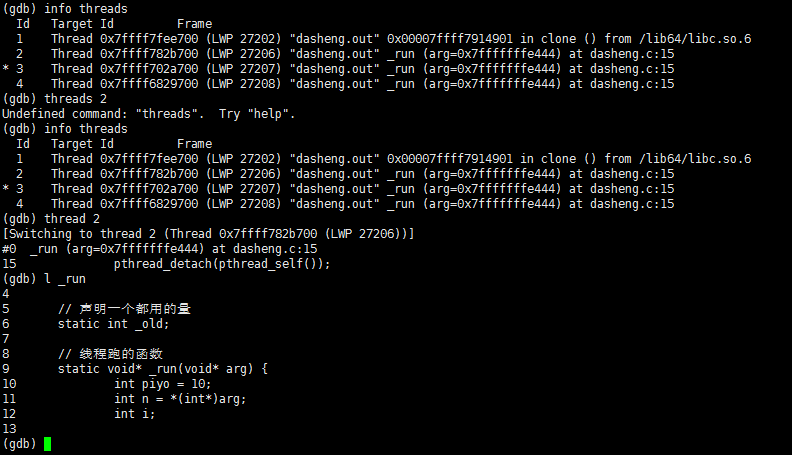 (gdb) info threads
  Id   Target Id         Frame
  1    Thread 0x7ffff7fee700 (LWP 27202) "dasheng.out" 0x00007ffff7914901 in clone () from /lib64/libc.so.6
  2    Thread 0x7ffff782b700 (LWP 27206) "dasheng.out" _run (arg=0x7fffffffe444) at dasheng.c:15
* 3    Thread 0x7ffff702a700 (LWP 27207) "dasheng.out" _run (arg=0x7fffffffe444) at dasheng.c:15
  4    Thread 0x7ffff6829700 (LWP 27208) "dasheng.out" _run (arg=0x7fffffffe444) at dasheng.c:15
(gdb) threads 2
Undefined command: "threads".  Try "help".
(gdb) info threads
  Id   Target Id         Frame
  1    Thread 0x7ffff7fee700 (LWP 27202) "dasheng.out" 0x00007ffff7914901 in clone () from /lib64/libc.so.6
  2    Thread 0x7ffff782b700 (LWP 27206) "dasheng.out" _run (arg=0x7fffffffe444) at dasheng.c:15
* 3    Thread 0x7ffff702a700 (LWP 27207) "dasheng.out" _run (arg=0x7fffffffe444) at dasheng.c:15
  4    Thread 0x7ffff6829700 (LWP 27208) "dasheng.out" _run (arg=0x7fffffffe444) at dasheng.c:15
(gdb) thread 2
[Switching to thread 2 (Thread 0x7ffff782b700 (LWP 27206))]
#0  _run (arg=0x7fffffffe444) at dasheng.c:15
15              pthread_detach(pthread_self());
(gdb) l _run
4
5       // 声明一个都用的量
6       static int _old;
7
8       // 线程跑的函数
9       static void* _run(void* arg) {
10              int piyo = 10;
11              int n = *(int*)arg;
12              int i;
13
(gdb)